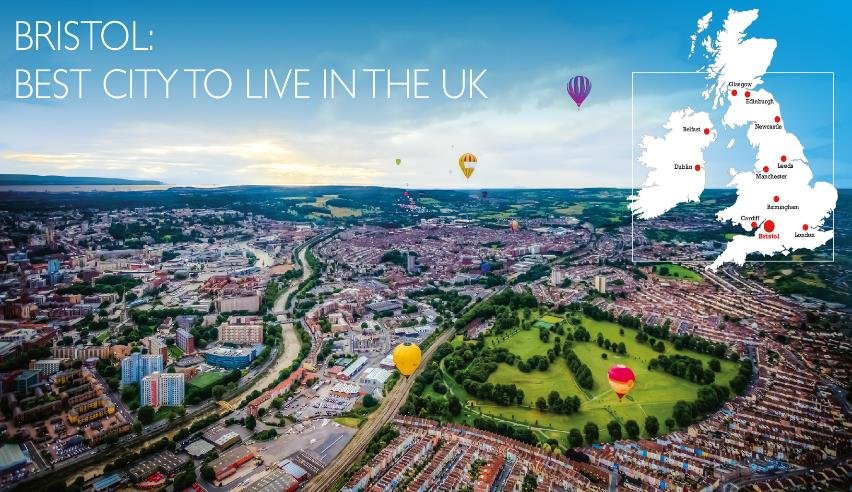 BRISTOL:
BEST CITY TO LIVE IN THE UK
Glasgow
Edinburgh
Newcastle
Belfast
Leeds
Dublin
Manchester
Birmingham
Cardiff
Bristol
London